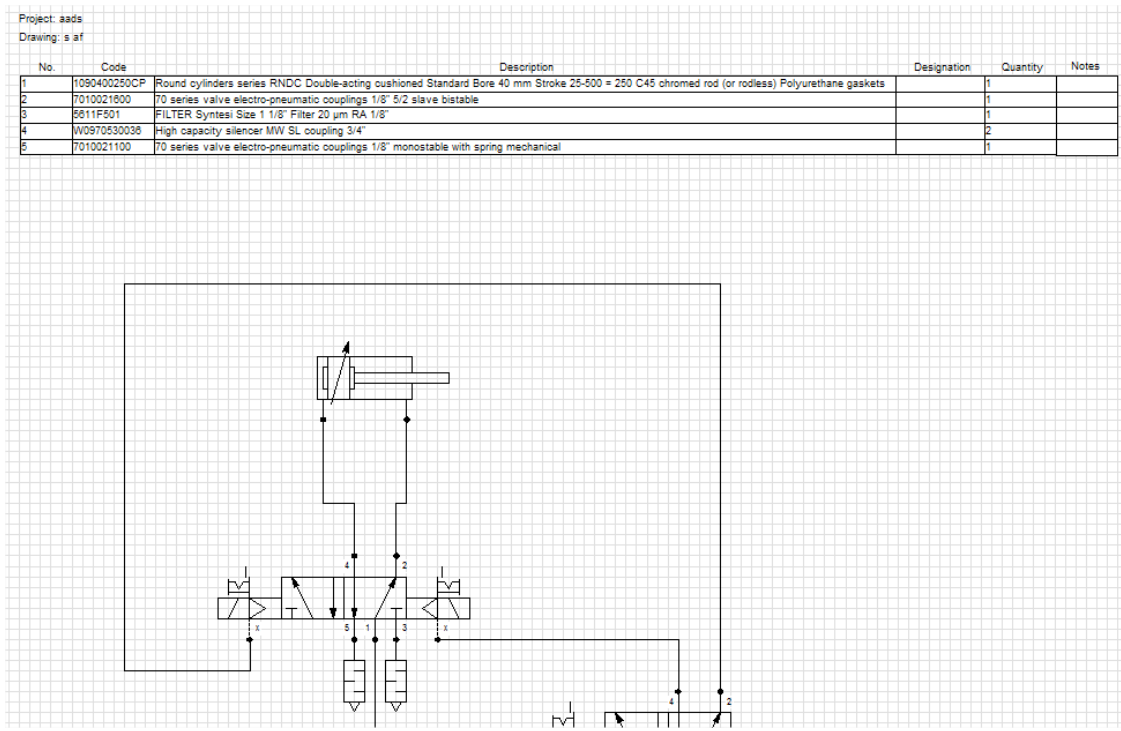 Project: aads
Drawing: s af
No. Code Description Designation Quantity Notes
1 1090400250CP Round cylinders series RNDC Double-acting cushioned Standard Bore 40 mm Stroke 25-500 = 250 C45 chromed rod (or rodless) Polyurethane gaskets 1
2 7010021600 70 series valve electro-pneumatic couplings 1/8" 5/2 slave bistable 1
3 5611F501 FILTER Syntesi Size 1 1/8" Filter 20 µm RA 1/8" 1
4 W0970530036 High capacity silencer MW SL coupling 3/4" 2
5 7010021100 70 series valve electro-pneumatic couplings 1/8" monostable with spring mechanical 1
4 2
x 5 1 3 x
4 2